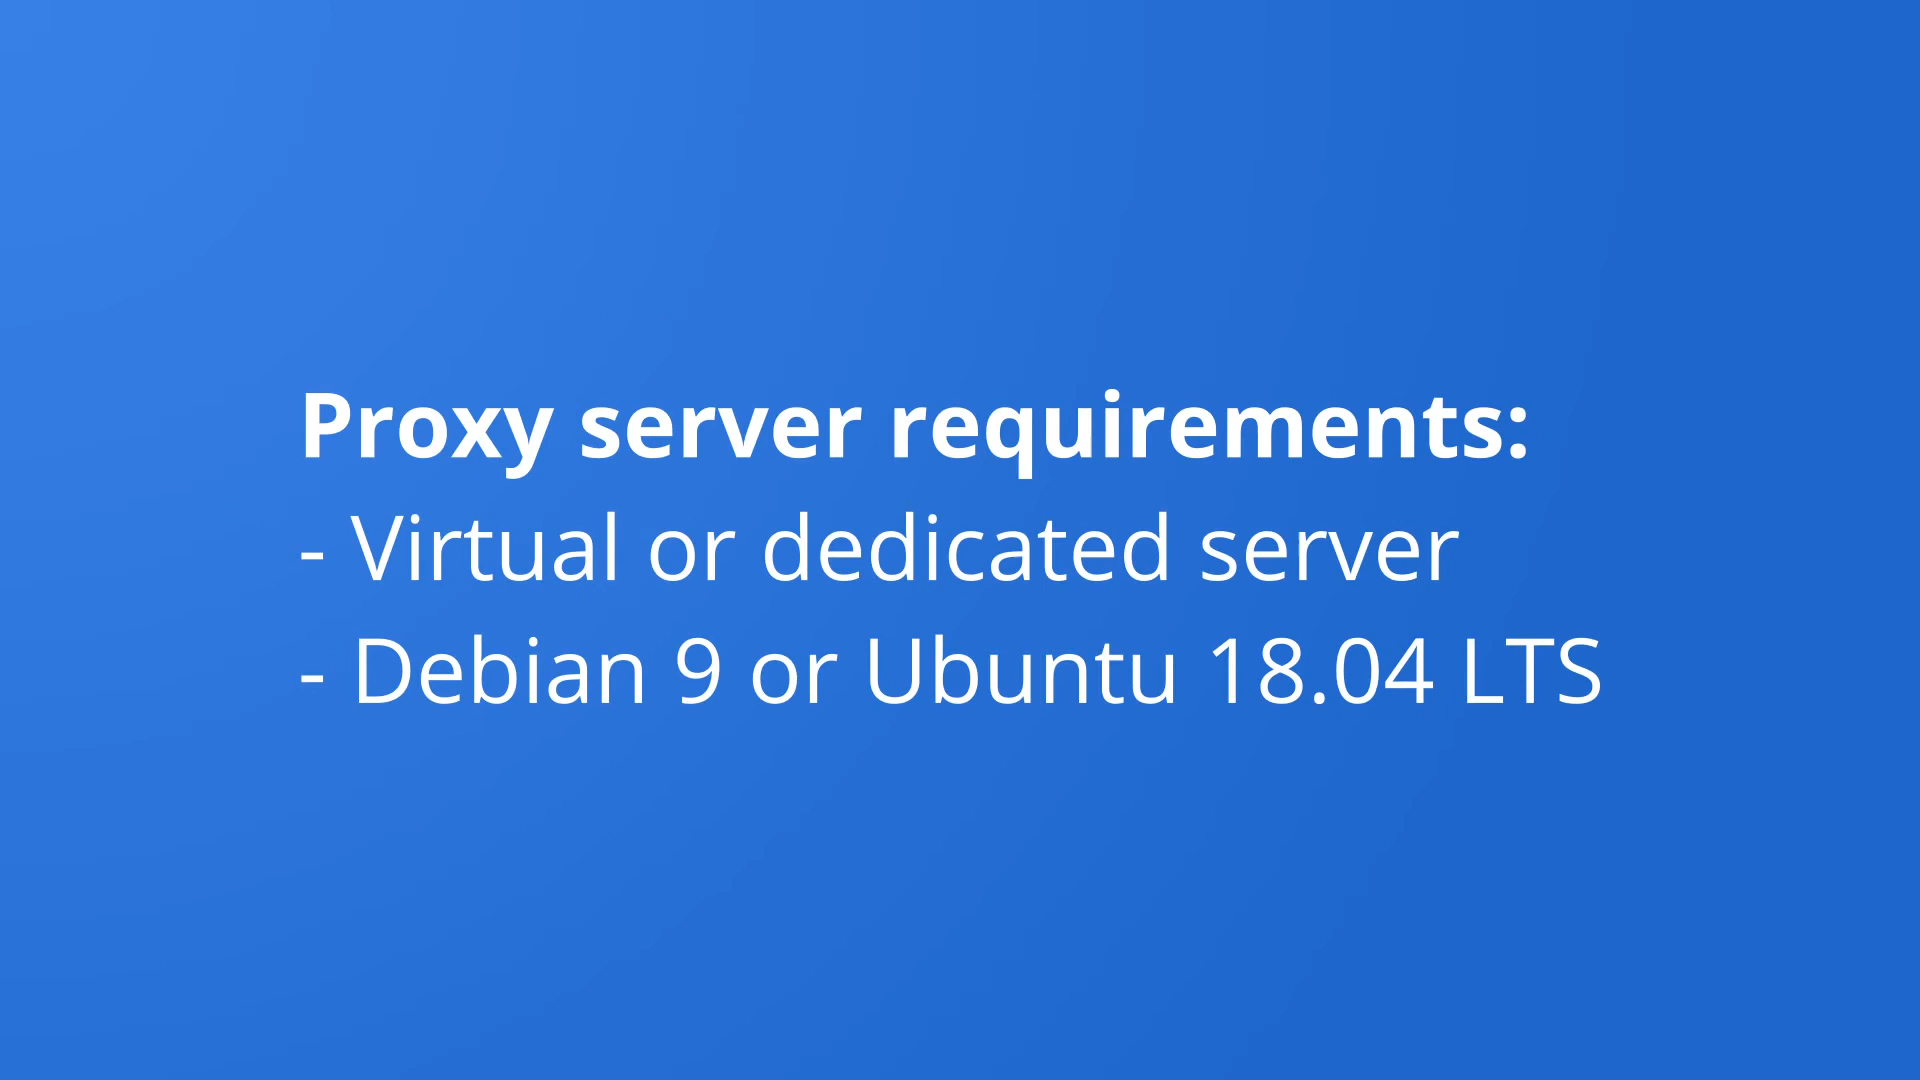 Proxy server requirements:
- Virtual or dedicated server
- Debian 9 or Ubuntu 18.04 LTS